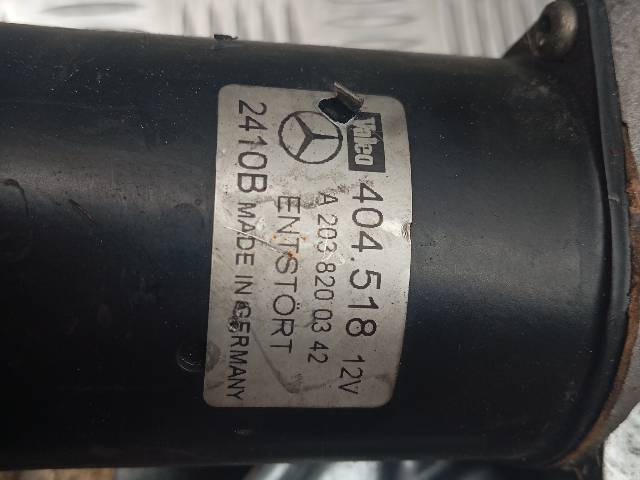 Valeo 404.518 12V
A 203 820 03 42
ENTSTÖRT
2410B MADE IN GERMANY